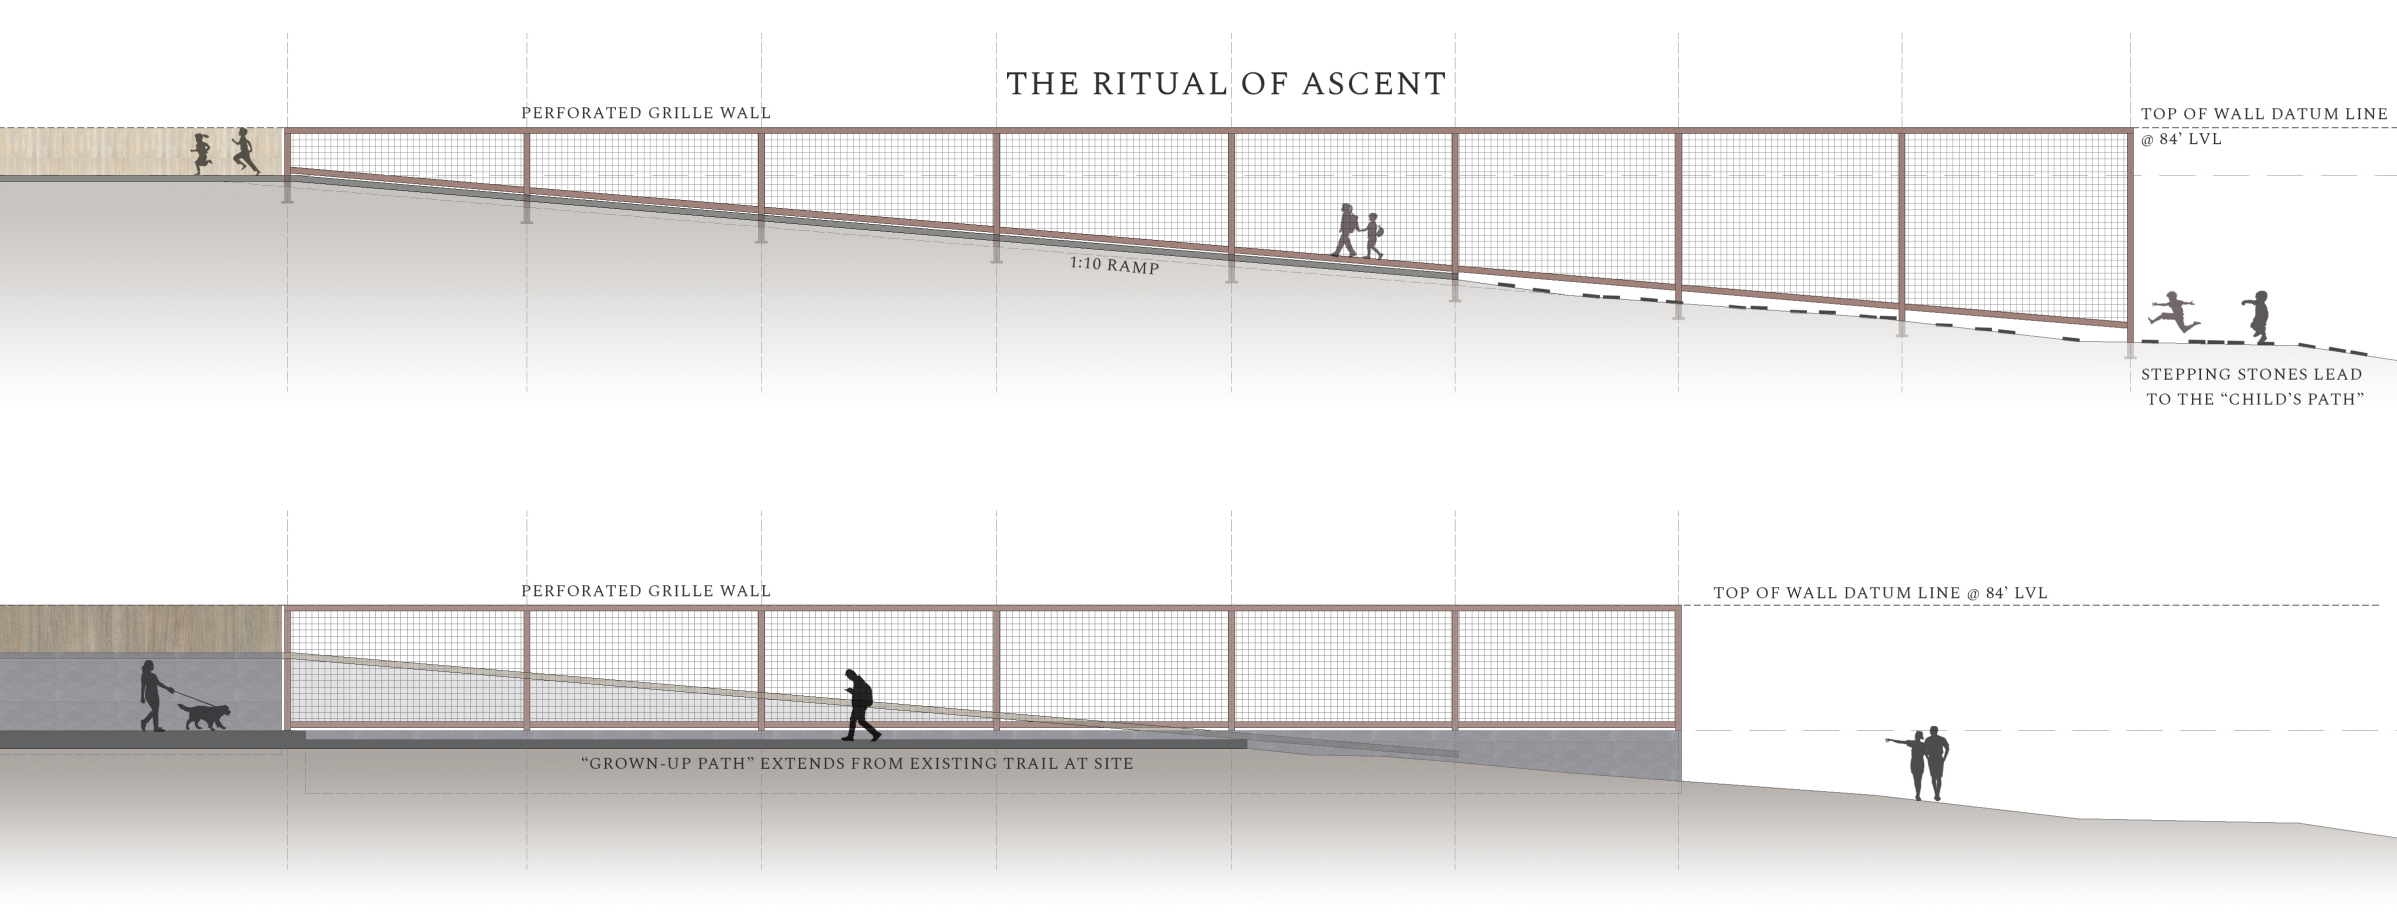 THE RITUAL OF ASCENT
PERFORATED GRILLE WALL
TOP OF WALL DATUM LINE
@ 84’ LVL
1:10 RAMP
STEPPING STONES LEAD
TO THE “CHILD’S PATH”
PERFORATED GRILLE WALL
TOP OF WALL DATUM LINE @ 84’ LVL
“GROWN-UP PATH” EXTENDS FROM EXISTING TRAIL AT SITE